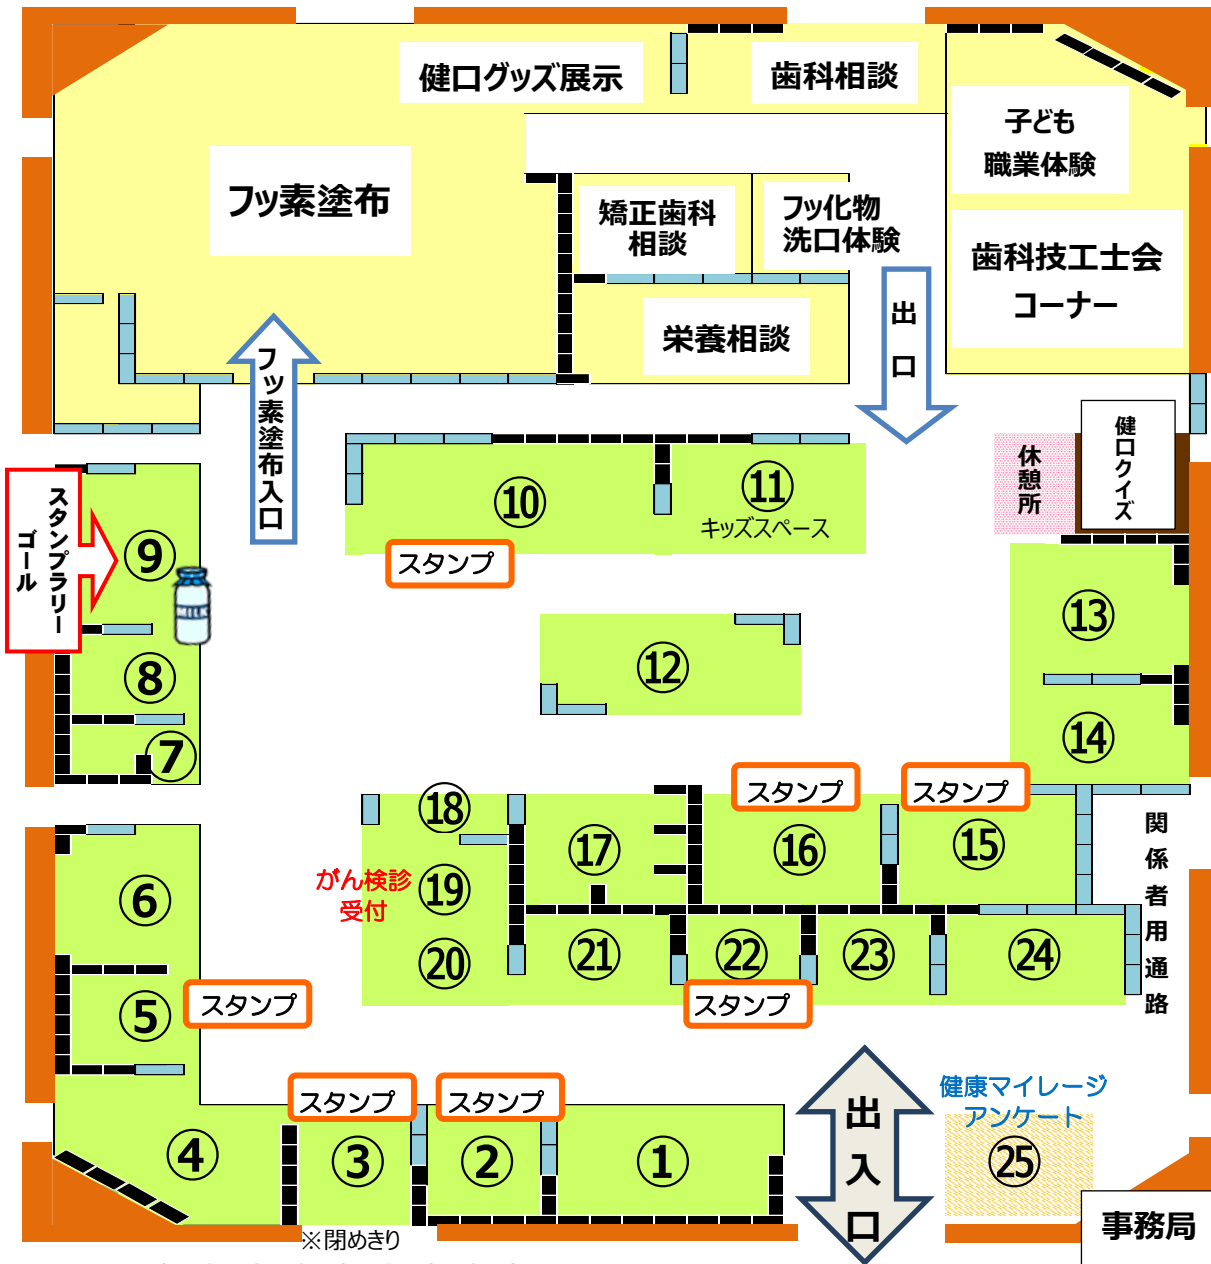 健口グッズ展示
歯科相談
子ども
職業体験
フッ素塗布
矯正歯科
相談
フッ化物
洗口体験
歯科技工士会
コーナー
栄養相談
出口
フッ素塗布入口
健口クイズ
休憩所
スタンプラリー
ゴール
⑨
MILK
⑩
⑪
キッズスペース
スタンプ
⑧
⑦
⑫
⑬
⑭
スタンプ
スタンプ
⑱
⑰
⑯
⑮
関係者用通路
がん検診
受付
⑲
⑳
㉑
㉒
㉓
㉔
スタンプ
⑥
⑤
スタンプ
スタンプ
スタンプ
④
③
②
①
出入口
健康マイレージ
アンケート
㉕
事務局
※閉めきり